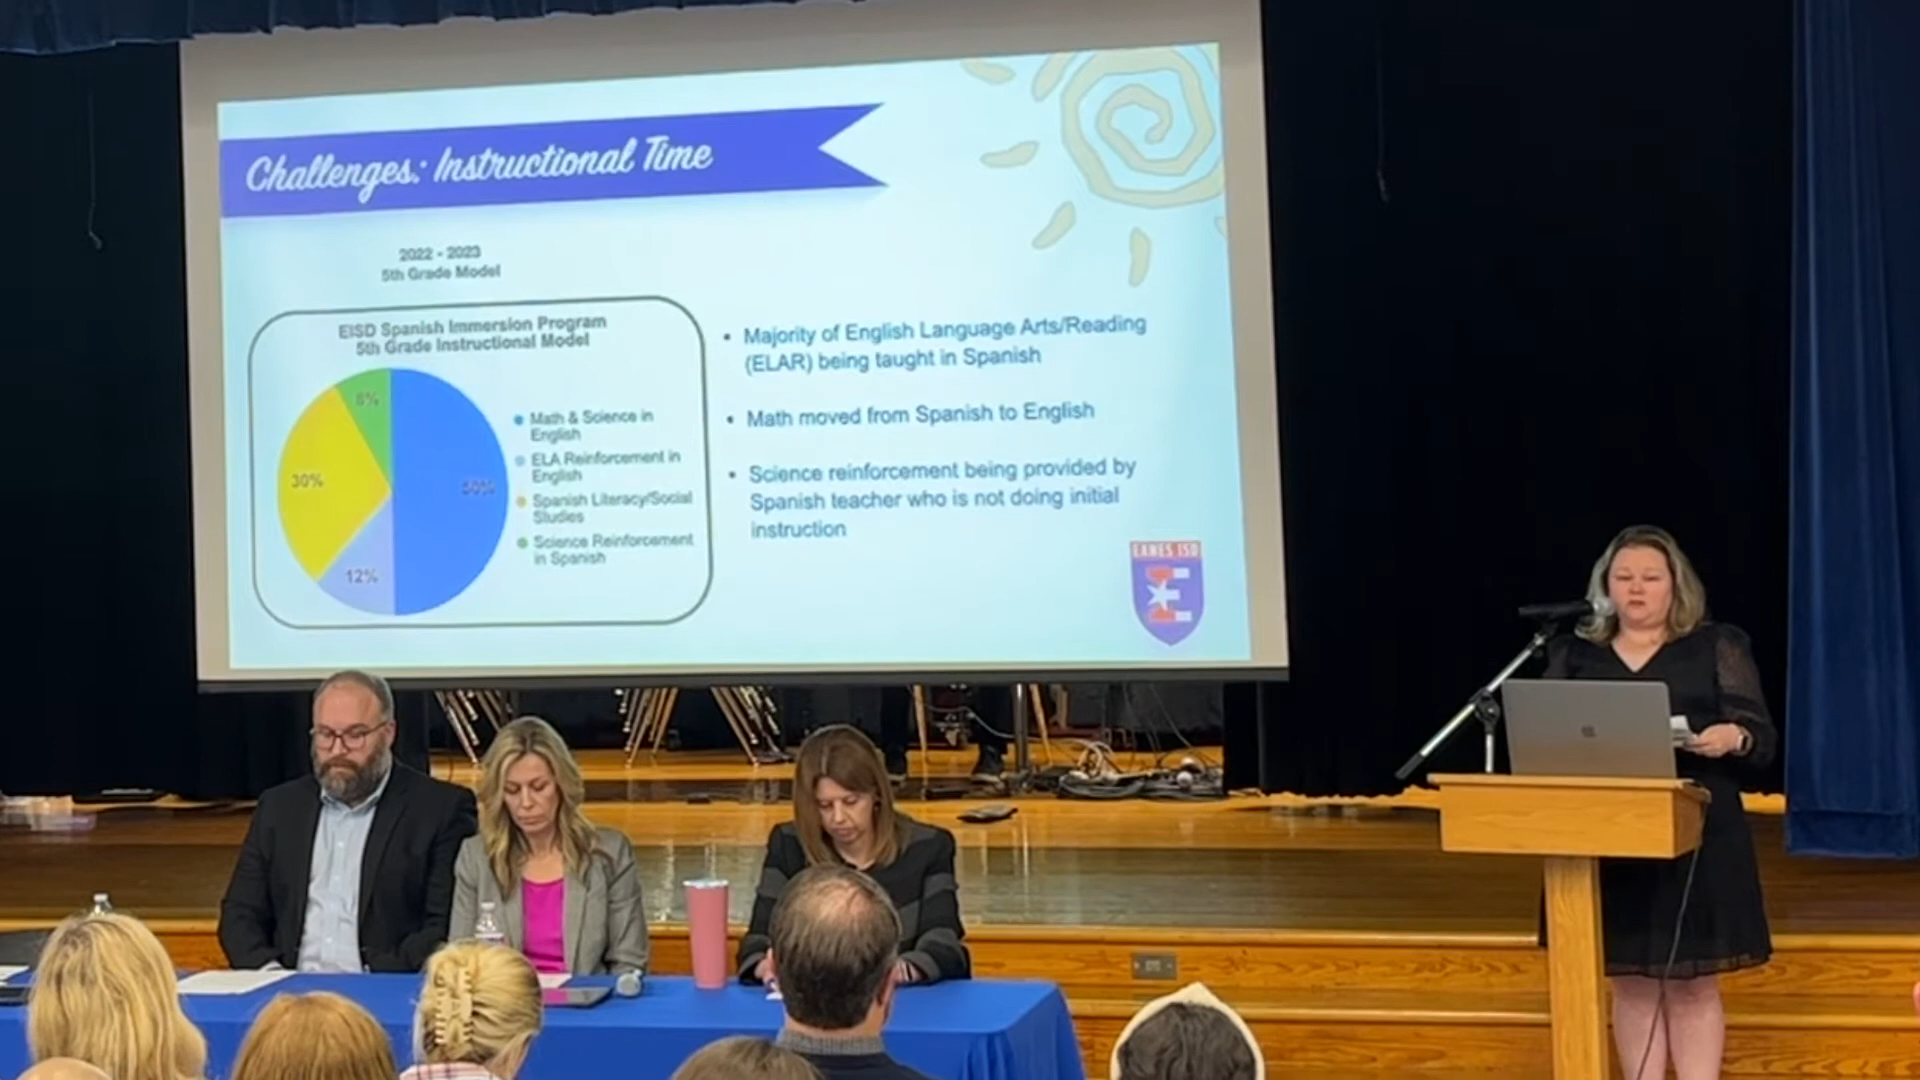 Challenges: Instructional Time
2022 - 2023
5th Grade Model
EISD Spanish Immersion Program
5th Grade Instructional Model
8%
30%
50%
12%
Math & Science in
English
ELA Reinforcement in
English
Spanish Literacy/Social
Studies
Science Reinforcement
in Spanish
• Majority of English Language Arts/Reading
(ELAR) being taught in Spanish
• Math moved from Spanish to English
• Science reinforcement being provided by
Spanish teacher who is not doing initial
instruction
EANES ISD
E